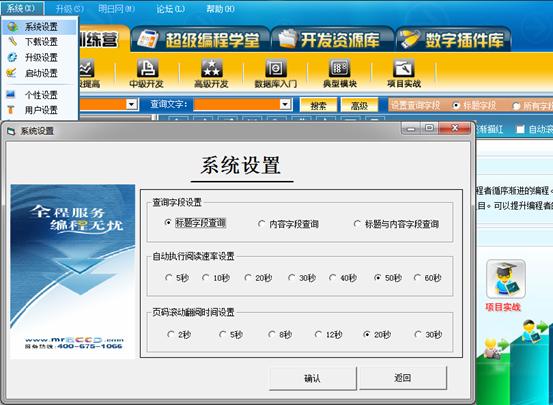 系统(X) 升级(S) 明日网(M) 论坛(L) 帮助(H)
系统设置
下载设置
升级设置
启动设置
个性设置
用户设置
训练营 超级编程学堂 开发资源库 数字插件库
级提高 中级开发 高级开发 数据库入门 典型模块 项目实战
查询文字: 搜索 高级 设置查询字段 标题字段 所有字段
渐描红 自动滚
系统设置
程者循序渐进的编程
目。可以提升编程者的
项目实战
系统设置
全程服务
编程无忧
服务热线:400-675-1066
查询字段设置
标题字段查询 内容字段查询 标题与内容字段查询
自动执行阅读速率设置
5秒 10秒 20秒 30秒 40秒 50秒 60秒
页码滚动翻阅时间设置
2秒 5秒 8秒 12秒 20秒 30秒
确认 返回